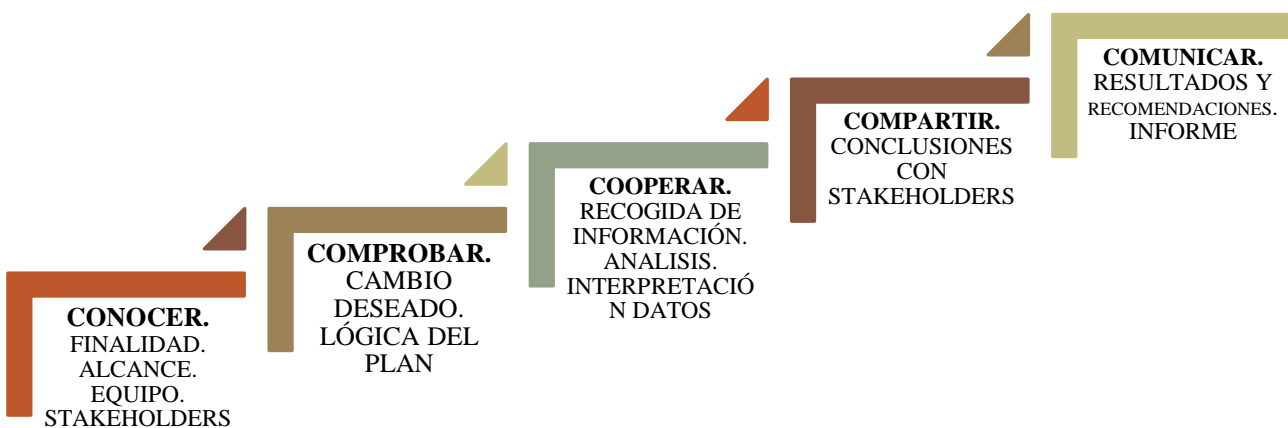 CONOCER.
FINALIDAD.
ALCANCE.
EQUIPO.
STAKEHOLDERS
COMPROBAR.
CAMBIO
DESEADO.
LÓGICA DEL
PLAN
COOPERAR.
RECOGIDA DE
INFORMACIÓN.
ANALISIS.
INTERPRETACIÓ
N DATOS
COMPARTIR.
CONCLUSIONES
CON
STAKEHOLDERS
COMUNICAR.
RESULTADOS Y
RECOMENDACIONES.
INFORME